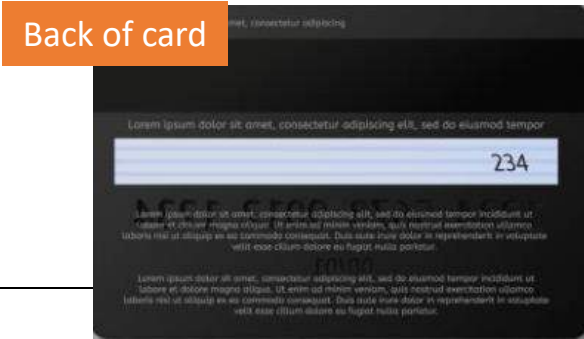 Back of card
met, consectetur adipiscing
Lorem ipsum dolor sit amet, consectetur adipiscing elit, sed do eiusmod tempor
234
Lorem ipsum dolor sit amet, consectetur adipiscing elit, sed do eiusmod tempor incididunt ut
labore et dolore magna aliqua. Ut enim ad minim veniam, quis nostrud exercitation ullamco
laboris nisi ut aliquip ex ea commodo consequat. Duis aute irure dolor in reprehenderit in voluptate
velit esse cillum dolore eu fugiat nulla pariatur.
Lorem ipsum dolor sit amet, consectetur adipiscing elit, sed do eiusmod tempor incididunt ut
labore et dolore magna aliqua. Ut enim ad minim veniam, quis nostrud exercitation ullamco
laboris nisi ut aliquip ex ea commodo consequat. Duis aute irure dolor in reprehenderit in voluptate
velit esse cillum dolore eu fugiat nulla pariatur.